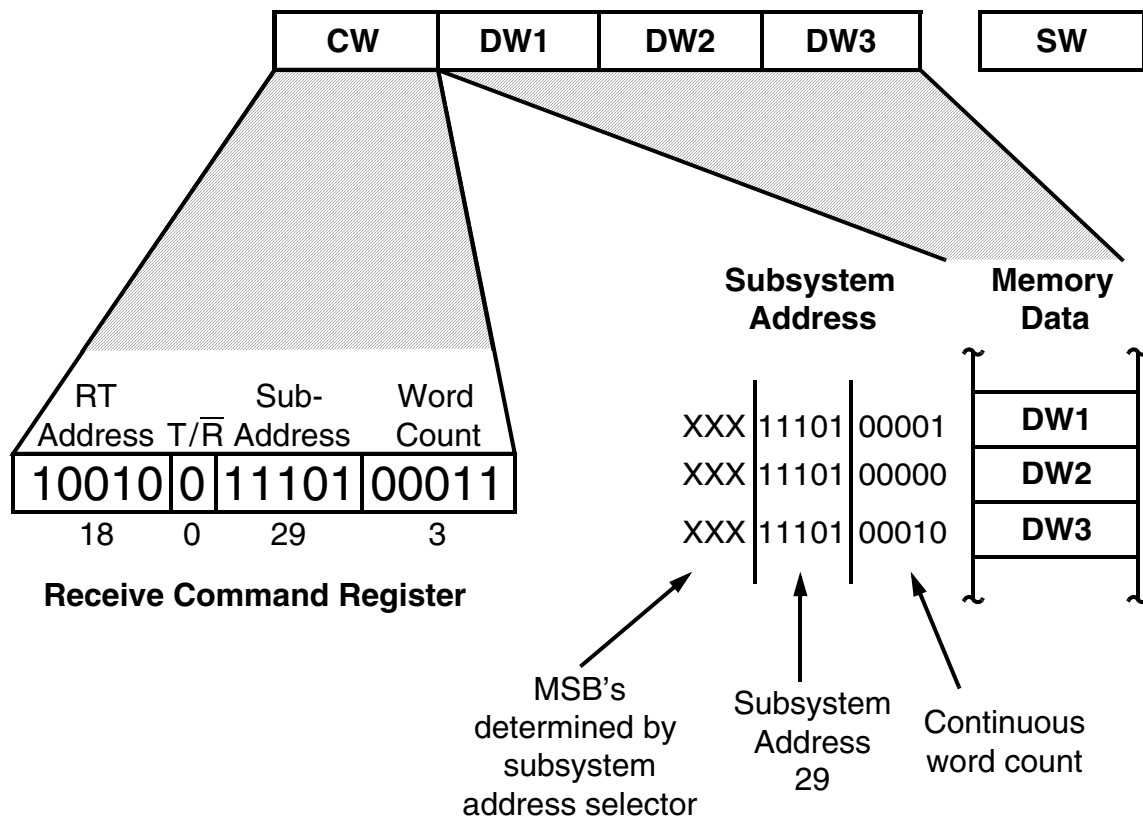 CW DW1 DW2 DW3 SW
Subsystem
Address
Memory
Data
RT
Address
T/R̅
Sub-
Address
Word
Count
10010 0 11101 00011
18 0 29 3
Receive Command Register
XXX 11101 00001 DW1
XXX 11101 00000 DW2
XXX 11101 00010 DW3
MSB's
determined by
subsystem
address selector
Subsystem
Address
29
Continuous
word count